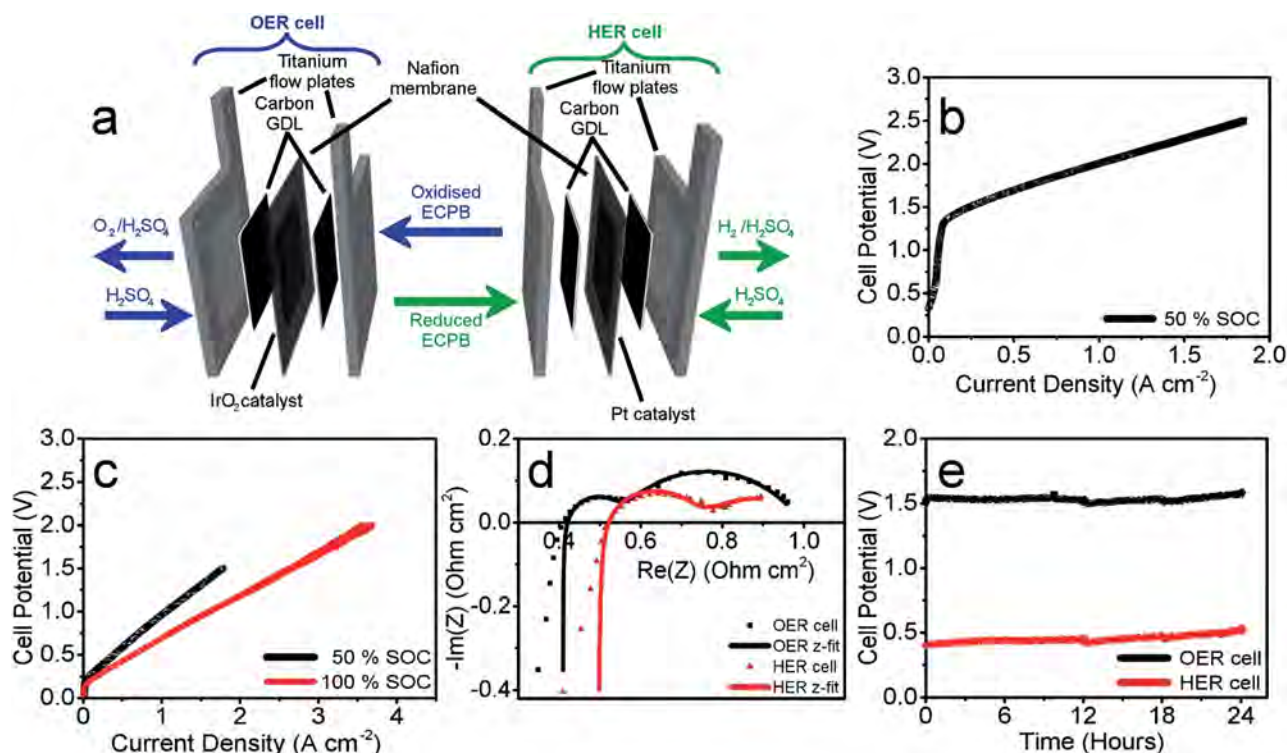 OER cell
HER cell
Titanium
flow plates
Nafion
membrane
Titanium
flow plates
Carbon
GDL
Carbon
GDL
a
Oxidised
ECPB
O₂/H₂SO₄
H₂/H₂SO₄
H₂SO₄
H₂SO₄
Reduced
ECPB
IrO₂catalyst
Pt catalyst
b
Cell Potential (V)
3.0
2.5
2.0
1.5
1.0
0.5
0.0
50 % SOC
0.0 0.5 1.0 1.5 2.0
Current Density (A cm⁻²)
c
Cell Potential (V)
3.0
2.5
2.0
1.5
1.0
0.5
0.0
50 % SOC
100 % SOC
0 1 2 3 4
Current Density (A cm⁻²)
d
-Im(Z) (Ohm cm²)
0.2
0.0
-0.2
-0.4
0.4 0.6 0.8 1.0
Re(Z) (Ohm cm²)
OER cell
OER z-fit
HER cell
HER z-fit
e
Cell Potential (V)
2.0
1.5
1.0
0.5
0.0
OER cell
HER cell
0 6 12 18 24
Time (Hours)